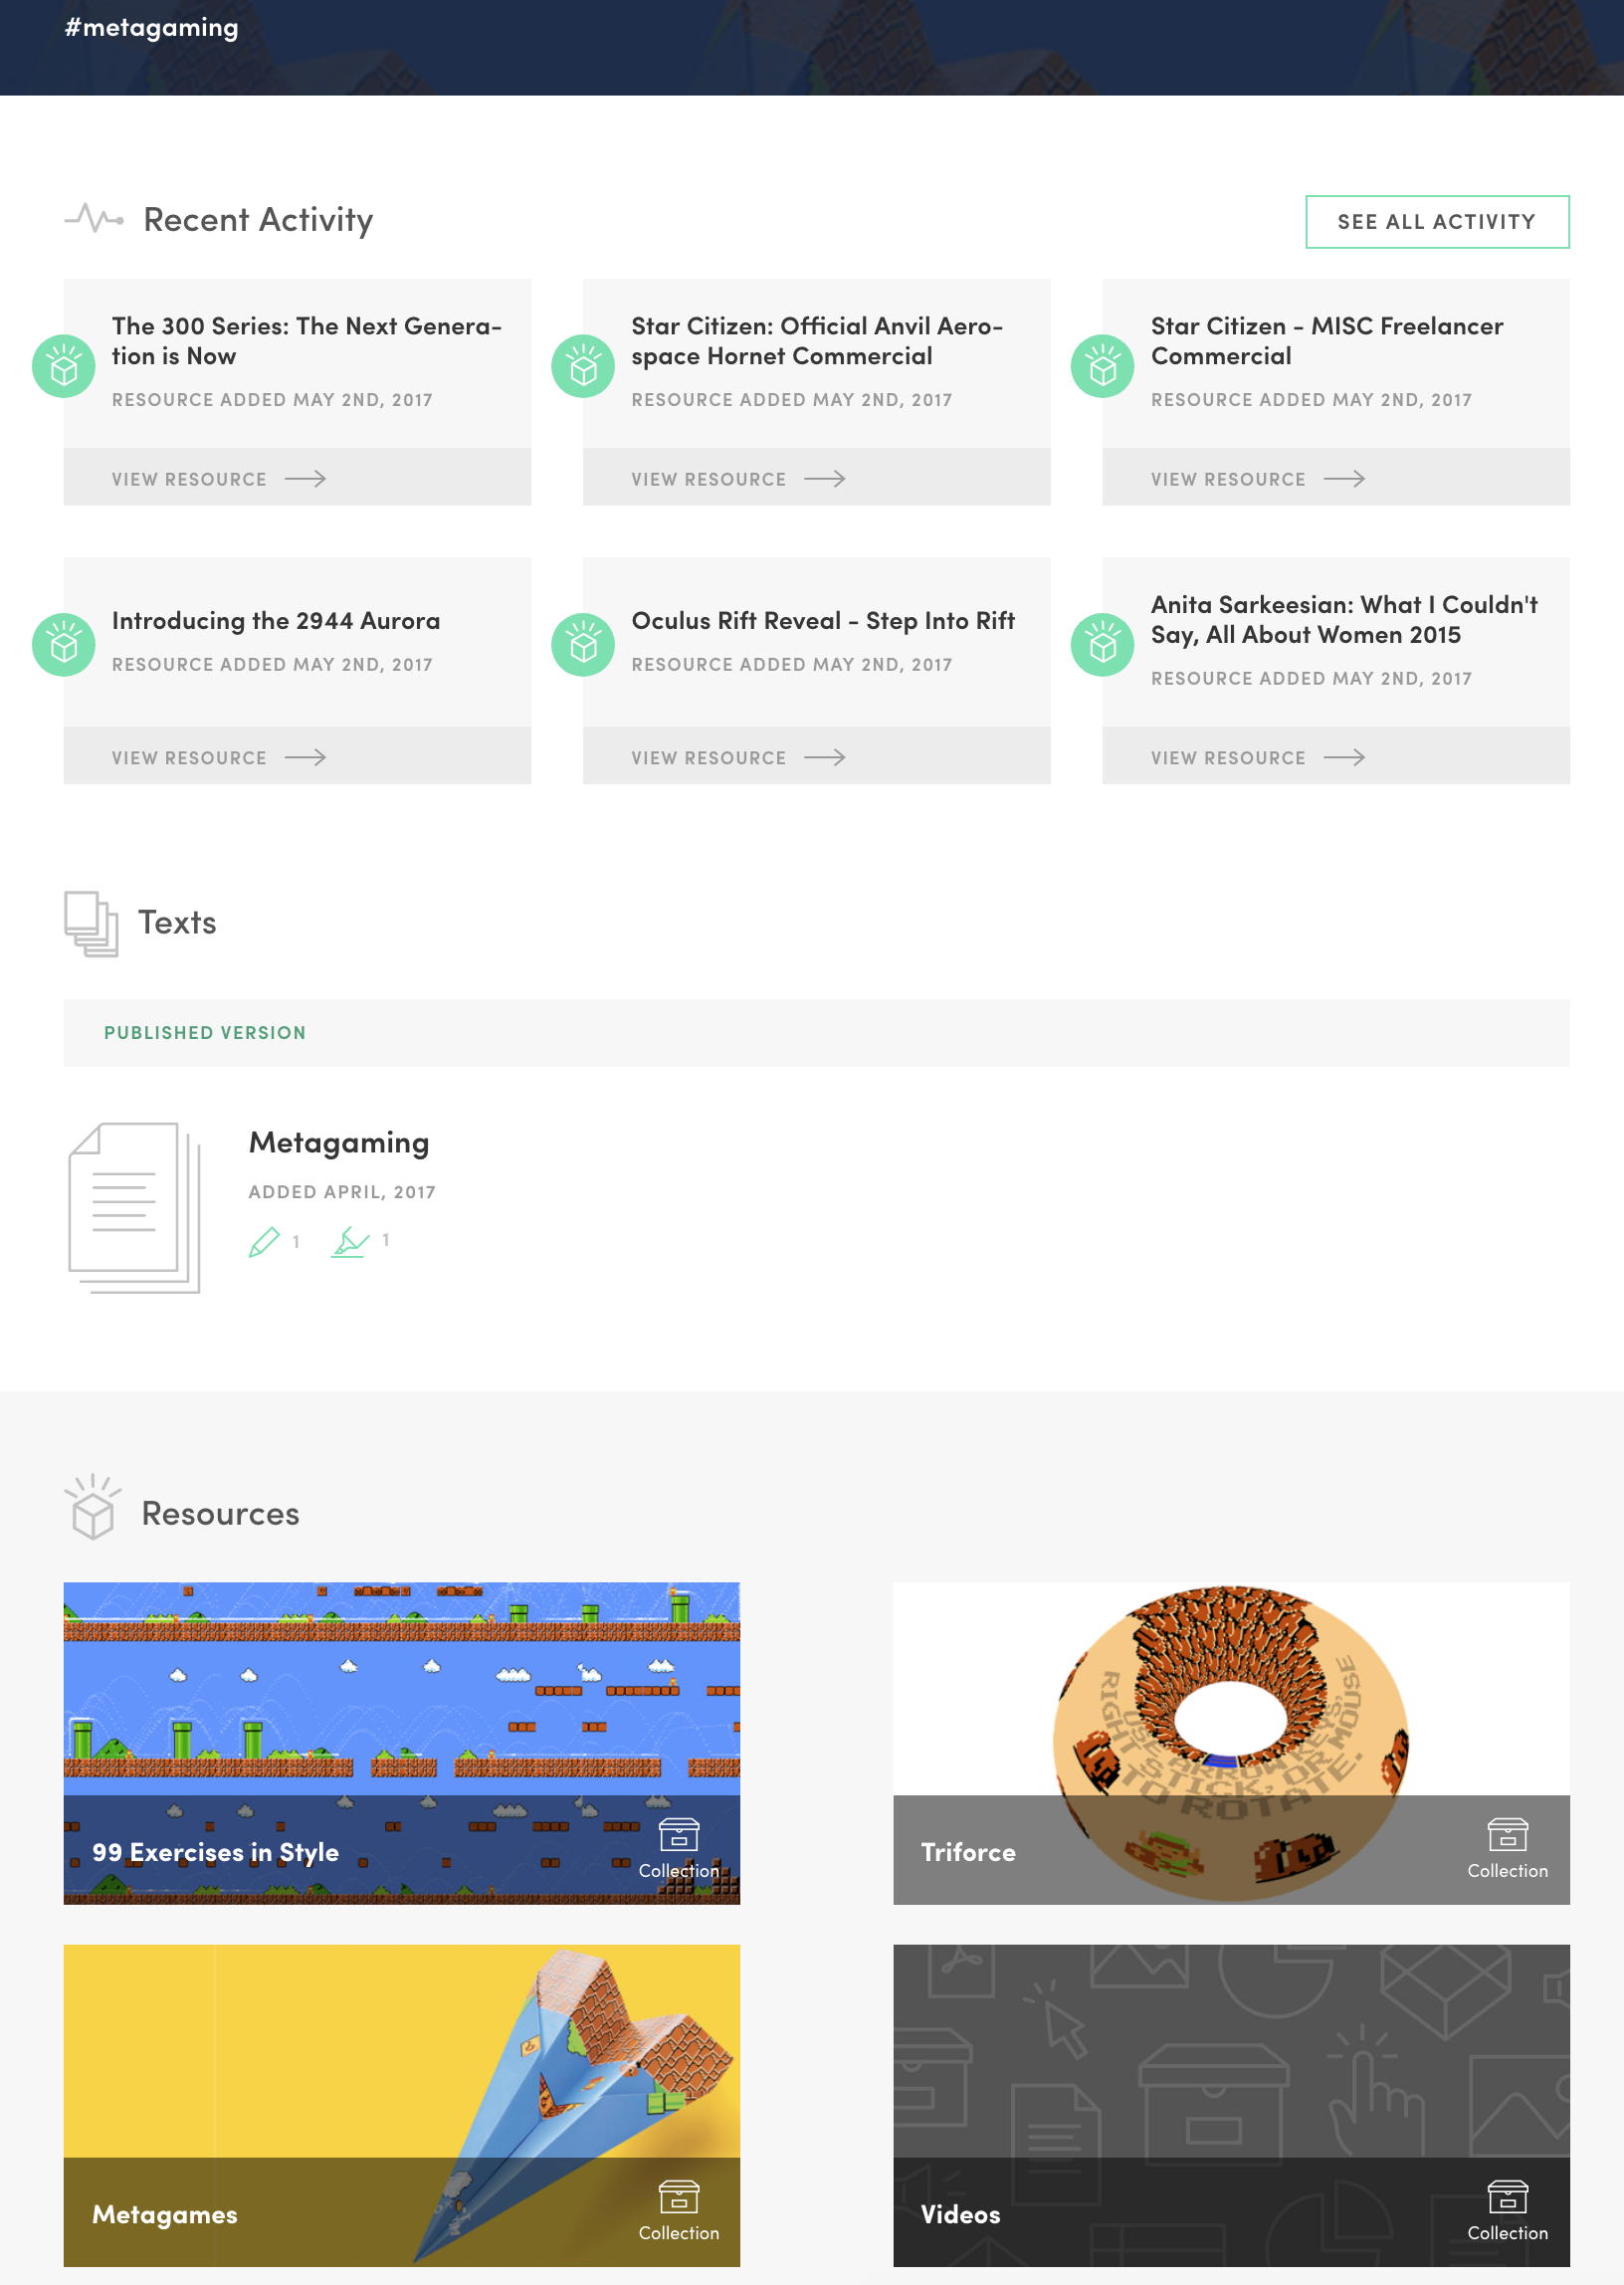 #metagaming
Recent Activity
SEE ALL ACTIVITY
The 300 Series: The Next Genera-
tion is Now
RESOURCE ADDED MAY 2ND, 2017
VIEW RESOURCE
Star Citizen: Official Anvil Aero-
space Hornet Commercial
RESOURCE ADDED MAY 2ND, 2017
VIEW RESOURCE
Star Citizen - MISC Freelancer
Commercial
RESOURCE ADDED MAY 2ND, 2017
VIEW RESOURCE
Introducing the 2944 Aurora
RESOURCE ADDED MAY 2ND, 2017
VIEW RESOURCE
Oculus Rift Reveal - Step Into Rift
RESOURCE ADDED MAY 2ND, 2017
VIEW RESOURCE
Anita Sarkeesian: What I Couldn't
Say, All About Women 2015
RESOURCE ADDED MAY 2ND, 2017
VIEW RESOURCE
Texts
PUBLISHED VERSION
Metagaming
ADDED APRIL, 2017
1
1
Resources
99 Exercises in Style
Collection
USE ARROW KEYS,
RIGHT STICK, OR MOUSE
TO ROTATE.
Triforce
Collection
Metagames
Collection
Videos
Collection